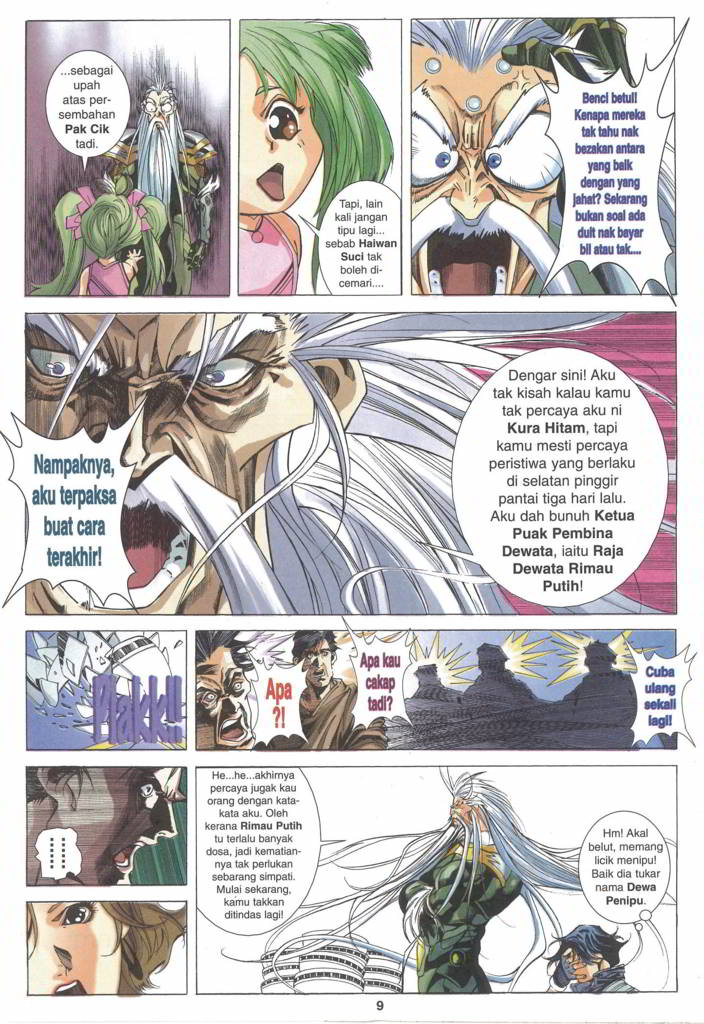 ...sebagai
upah
atas per-
sembahan
Pak Cik
tadi.
Tapi, lain
kali jangan
tipu lagi...
sebab Haiwan
Suci tak
boleh di-
cemari....
Benci betul!
Kenapa mereka
tak tahu nak
bezakan antara
yang baik
dengan yang
jahat? Sekarang
bukan soal ada
duit nak bayar
bil atau tak....
Nampaknya,
aku terpaksa
buat cara
terakhir!
Dengar sini! Aku
tak kisah kalau kamu
tak percaya aku ni
Kura Hitam, tapi
kamu mesti percaya
peristiwa yang berlaku
di selatan pinggir
pantai tiga hari lalu.
Aku dah bunuh Ketua
Puak Pembina
Dewata, iaitu Raja
Dewata Rimau
Putih!
Plakk!!
Apa
?!
Apa kau
cakap
tadi?
Cuba
ulang
sekali
lagi!
He...he...akhirnya
percaya jugak kau
orang dengan kata-
kata aku. Oleh
kerana Rimau Putih
tu terlalu banyak
dosa, jadi kematian-
nya tak perlukan
sebarang simpati.
Mulai sekarang,
kamu takkan
ditindas lagi!
Hm! Akal
belut, memang
licik menipu!
Baik dia tukar
nama Dewa
Penipu.
9